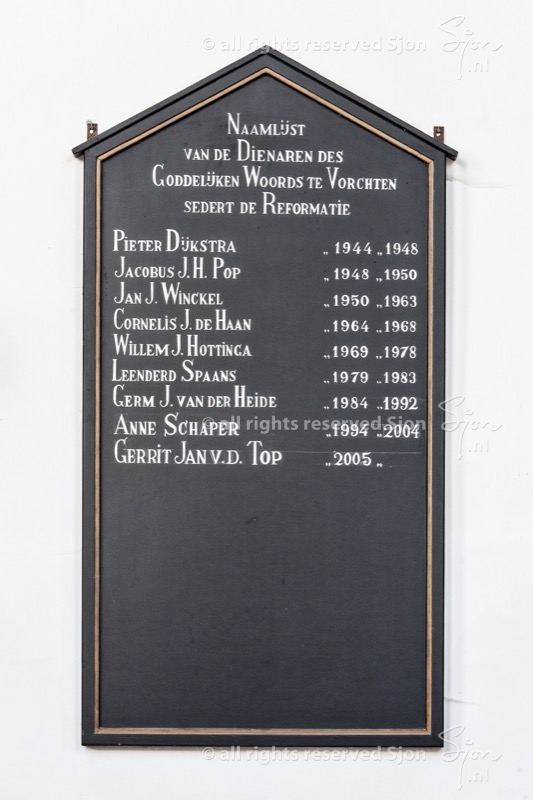 © all rights reserved Sjon
Sjon.nl
Naamlijst
van de Dienaren des
Goddelijken Woords te Vorchten
sedert de Reformatie
Pieter Dijkstra „ 1944 „ 1948
Jacobus J.H. Pop „ 1948 „ 1950
Jan J. Winckel „ 1950 „ 1963
Cornelis J. de Haan „ 1964 „ 1968
Willem J. Hottinga „ 1969 „ 1978
Leenderd Spaans „ 1979 „ 1983
Germ J. van der Heide „ 1984 „ 1992
© all rights reserved Sjon
Sjon.nl
Anne Schaper „ 1994 „ 2004
Gerrit Jan v.d. Top „ 2005 „
© all rights reserved Sjon
Sjon.nl